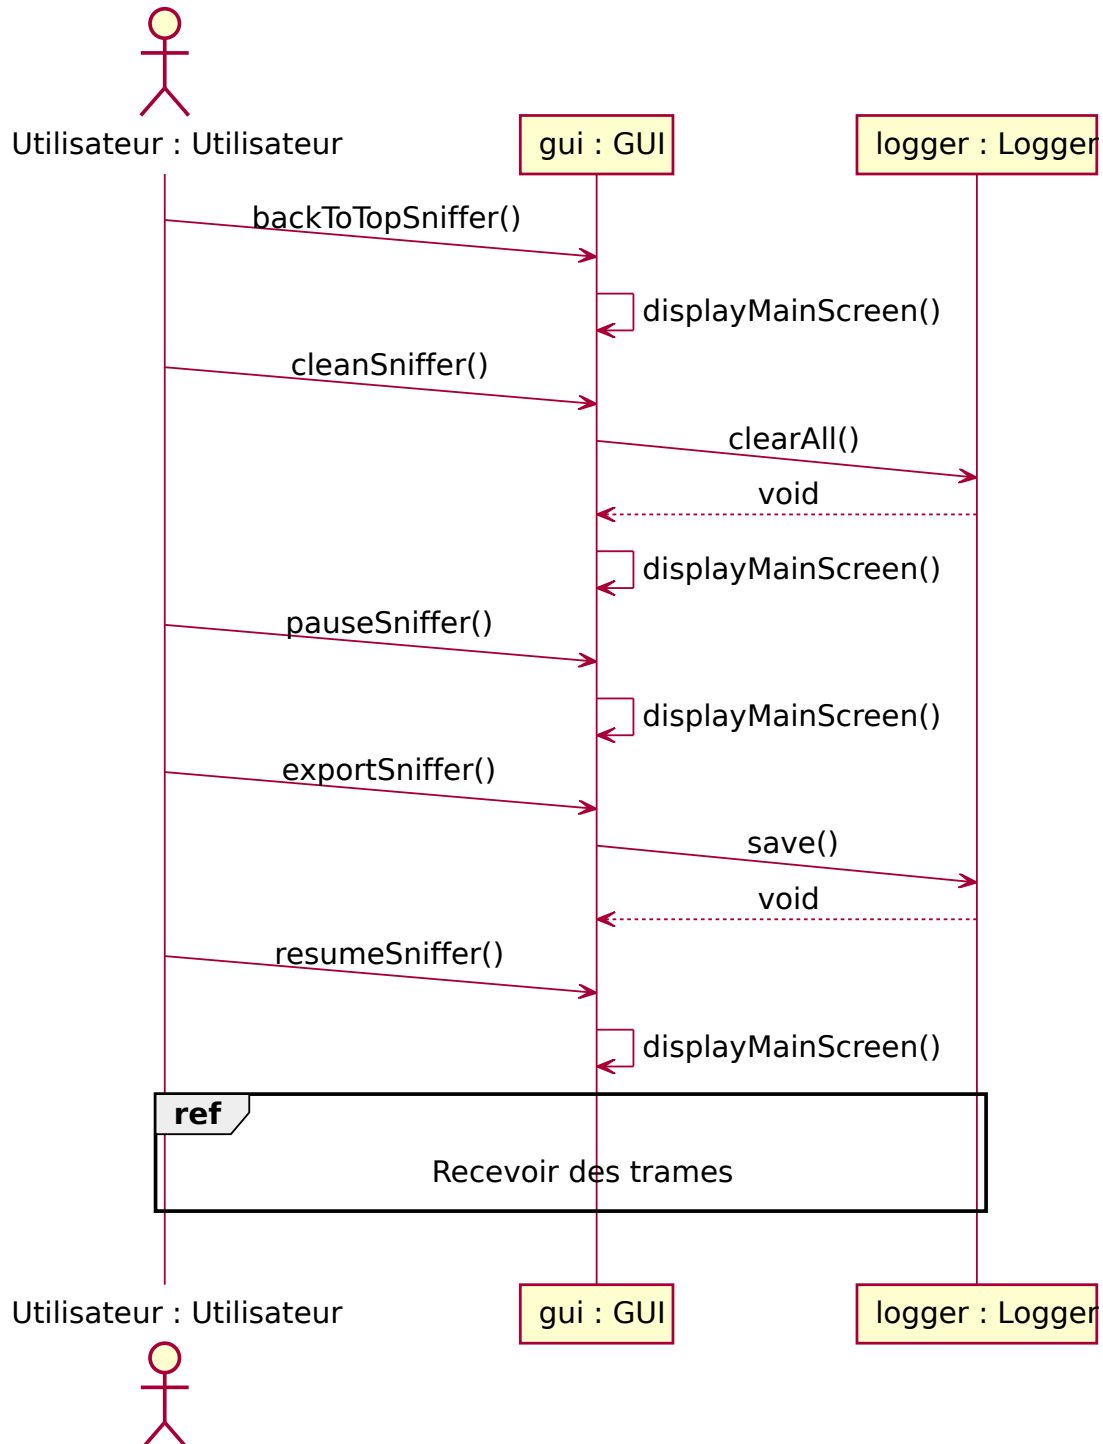 Utilisateur : Utilisateur
gui : GUI
logger : Logger
backToTopSniffer()
displayMainScreen()
cleanSniffer()
clearAll()
void
displayMainScreen()
pauseSniffer()
displayMainScreen()
exportSniffer()
save()
void
resumeSniffer()
displayMainScreen()
ref
Recevoir des trames
Utilisateur : Utilisateur
gui : GUI
logger : Logger